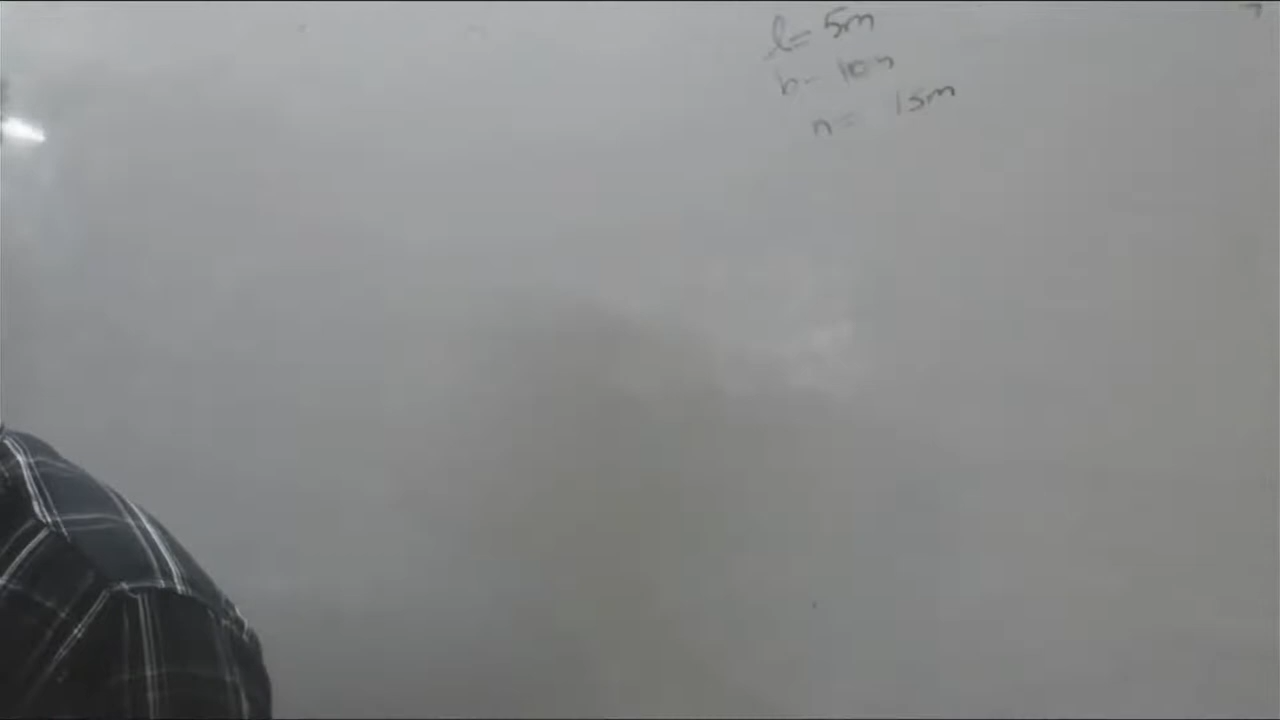 l = 5m
b = 10m
n = 15m